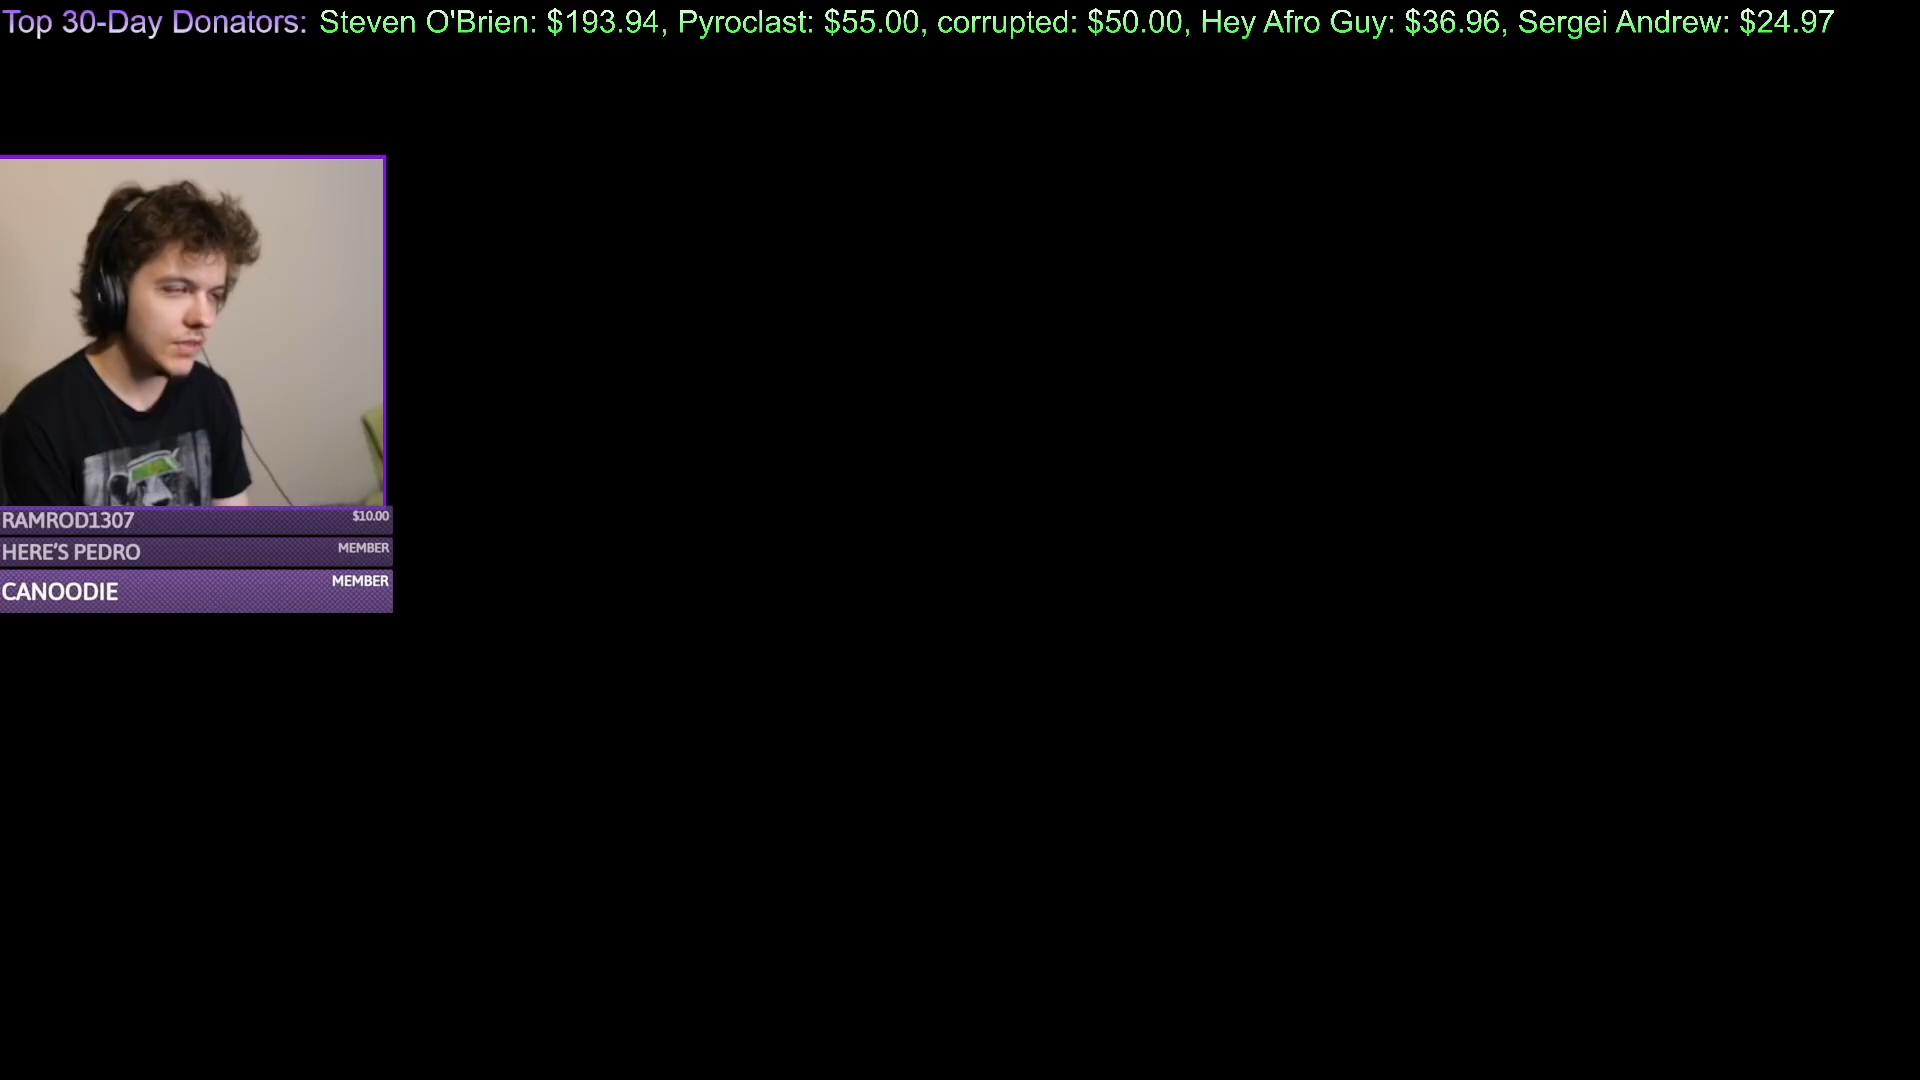 Top 30-Day Donators: Steven O'Brien: $193.94, Pyroclast: $55.00, corrupted: $50.00, Hey Afro Guy: $36.96, Sergei Andrew: $24.97
RAMROD1307 $10.00
HERE'S PEDRO MEMBER
CANOODIE MEMBER